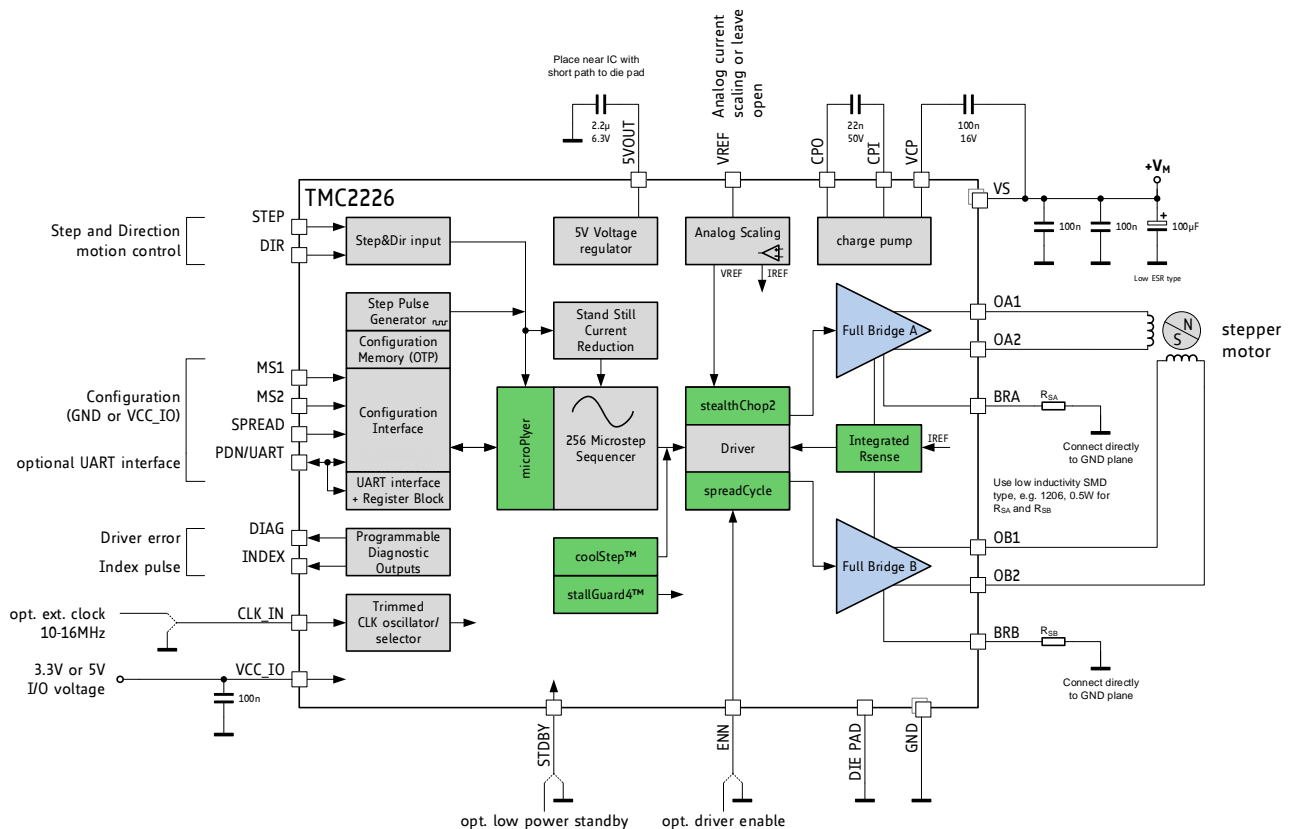 Place near IC with
short path to die pad
2.2µ
6.3V
5VOUT
Analog current
scaling or leave
open
VREF
22n
50V
CPO
CPI
VCP
100n
16V
+VM
VS
100n
100n
+
100µF
Low ESR type
TMC2226
Step and Direction
motion control
STEP
DIR
Step&Dir input
5V Voltage
regulator
Analog Scaling
VREF
IREF
charge pump
Step Pulse
Generator
Configuration
Memory (OTP)
Configuration
Interface
UART interface
+ Register Block
Stand Still
Current
Reduction
Full Bridge A
OA1
OA2
N
S
stepper
motor
Configuration
(GND or VCC_IO)
optional UART interface
MS1
MS2
SPREAD
PDN/UART
microPlyer
256 Microstep
Sequencer
stealthChop2
Driver
spreadCycle
Integrated
Rsense
IREF
BRA
RSA
Connect directly
to GND plane
Use low inductivity SMD
type, e.g. 1206, 0.5W for
RSA and RSB
Driver error
Index pulse
DIAG
INDEX
Programmable
Diagnostic
Outputs
coolStep™
stallGuard4™
Full Bridge B
OB1
OB2
opt. ext. clock
10-16MHz
CLK_IN
Trimmed
CLK oscillator/
selector
BRB
RSB
Connect directly
to GND plane
3.3V or 5V
I/O voltage
VCC_IO
100n
STDBY
ENN
DIE PAD
GND
opt. low power standby
opt. driver enable